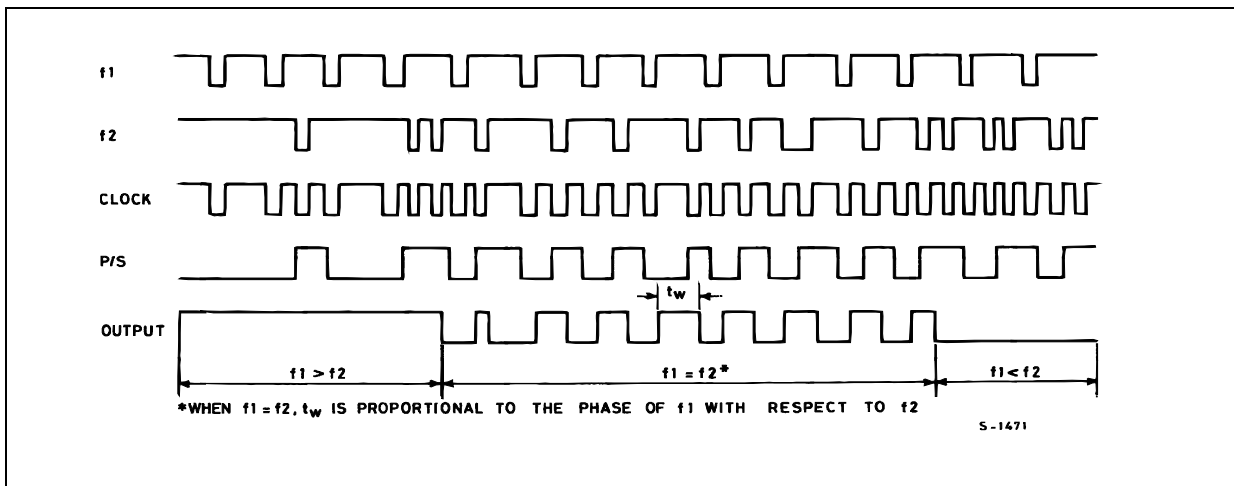 f1
f2
CLOCK
P/S
tw
OUTPUT
f1 > f2
f1 = f2*
f1 < f2
*WHEN f1 = f2, tw IS PROPORTIONAL TO THE PHASE OF f1 WITH RESPECT TO f2
S-1471